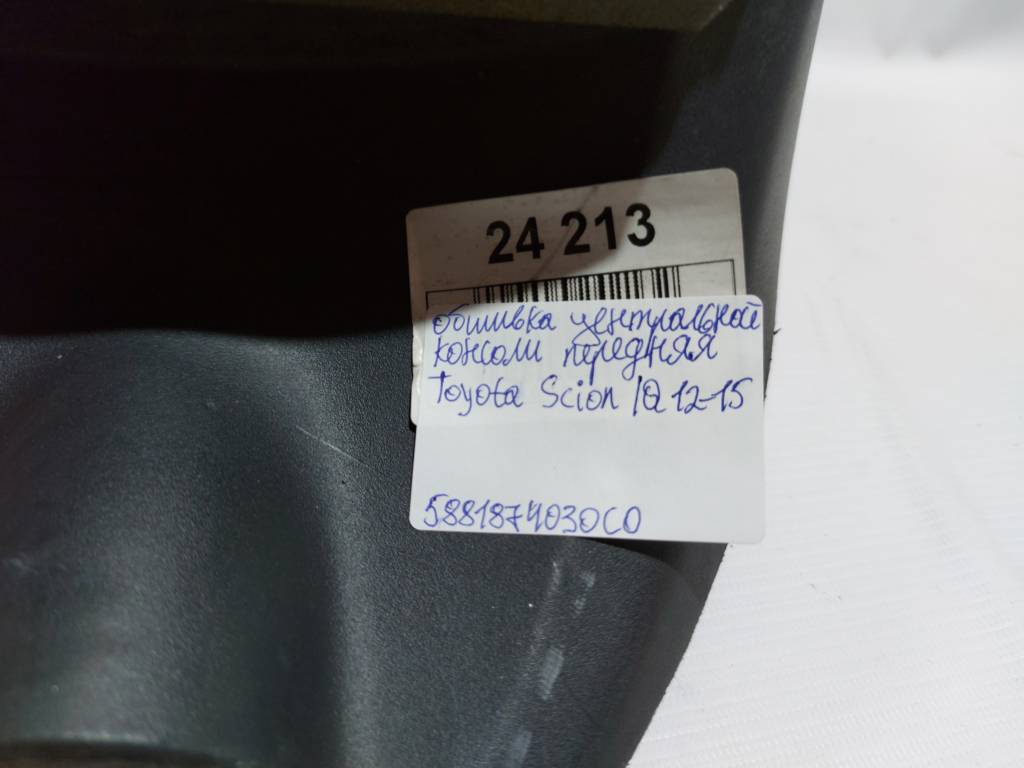 24 213
обшивка центральной
консоли передняя
Toyota Scion IQ 12-15
5881874030C0